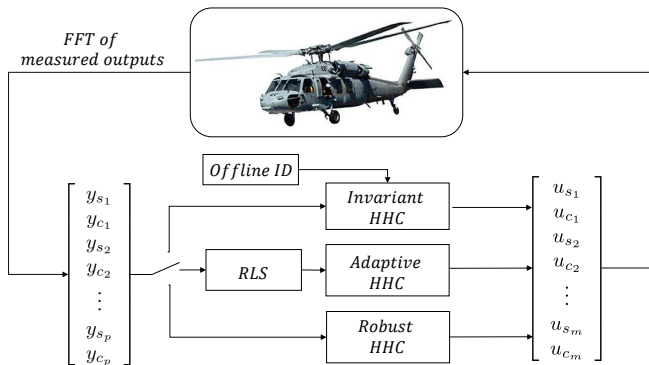 FFT of
measured outputs
Offline ID
Invariant
HHC
RLS
Adaptive
HHC
Robust
HHC
y_{s_1}
y_{c_1}
y_{s_2}
y_{c_2}
⋮
y_{s_p}
y_{c_p}
u_{s_1}
u_{c_1}
u_{s_2}
u_{c_2}
⋮
u_{s_m}
u_{c_m}